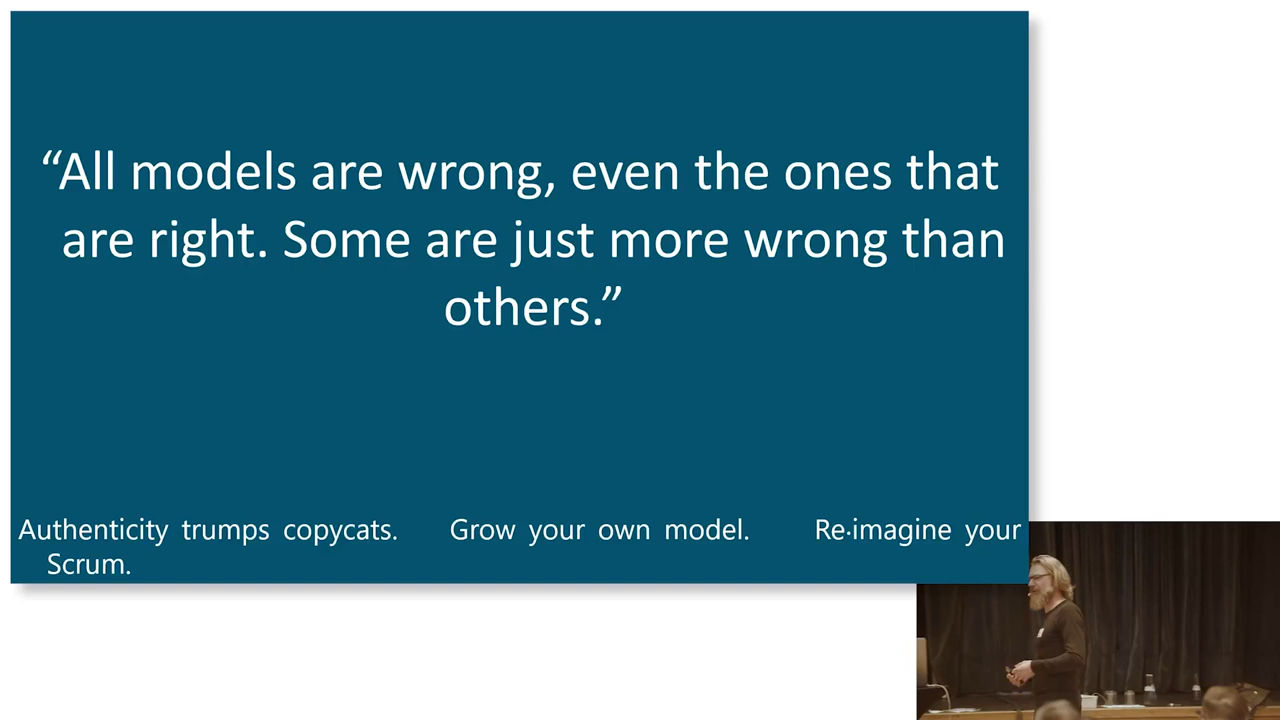 “All models are wrong, even the ones that
are right. Some are just more wrong than
others.”
Authenticity trumps copycats. Grow your own model. Re·imagine your
Scrum.